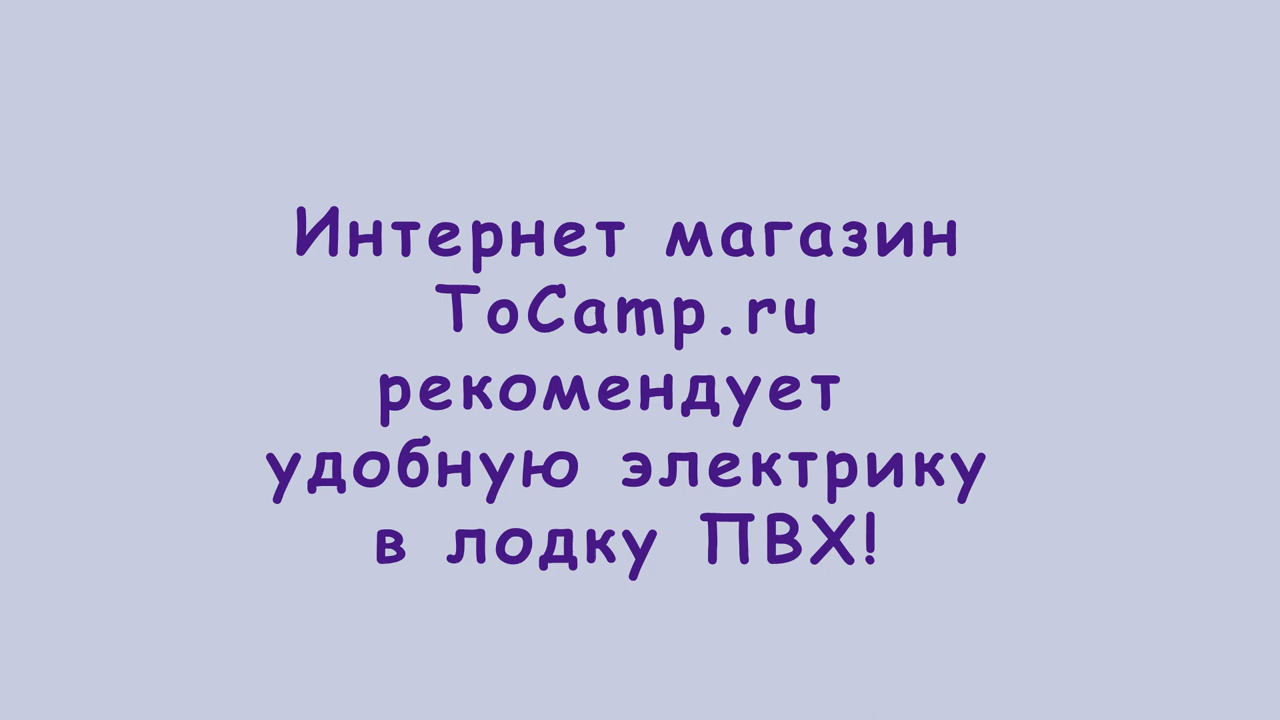 Интернет магазин
ToCamp.ru
рекомендует
удобную электрику
в лодку ПВХ!